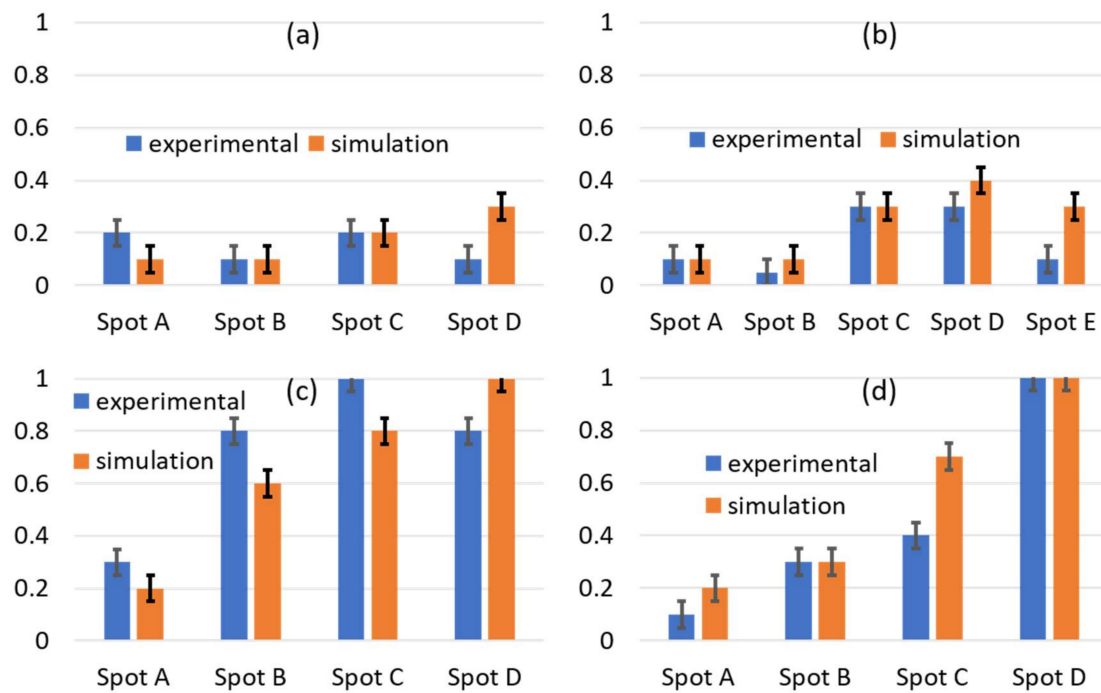 (a)
1
0.8
0.6
0.4
0.2
0
experimental simulation
Spot A Spot B Spot C Spot D
(b)
1
0.8
0.6
0.4
0.2
0
experimental simulation
Spot A Spot B Spot C Spot D Spot E
(c)
1
0.8
0.6
0.4
0.2
0
experimental
simulation
Spot A Spot B Spot C Spot D
(d)
1
0.8
0.6
0.4
0.2
0
experimental
simulation
Spot A Spot B Spot C Spot D